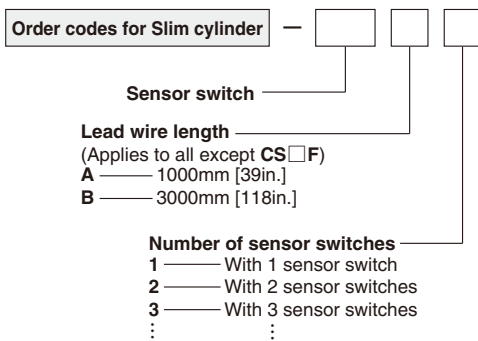 Order codes for Slim cylinder –
Sensor switch
Lead wire length
(Applies to all except CS□F)
A — 1000mm [39in.]
B — 3000mm [118in.]
Number of sensor switches
1 — With 1 sensor switch
2 — With 2 sensor switches
3 — With 3 sensor switches
⋮ ⋮